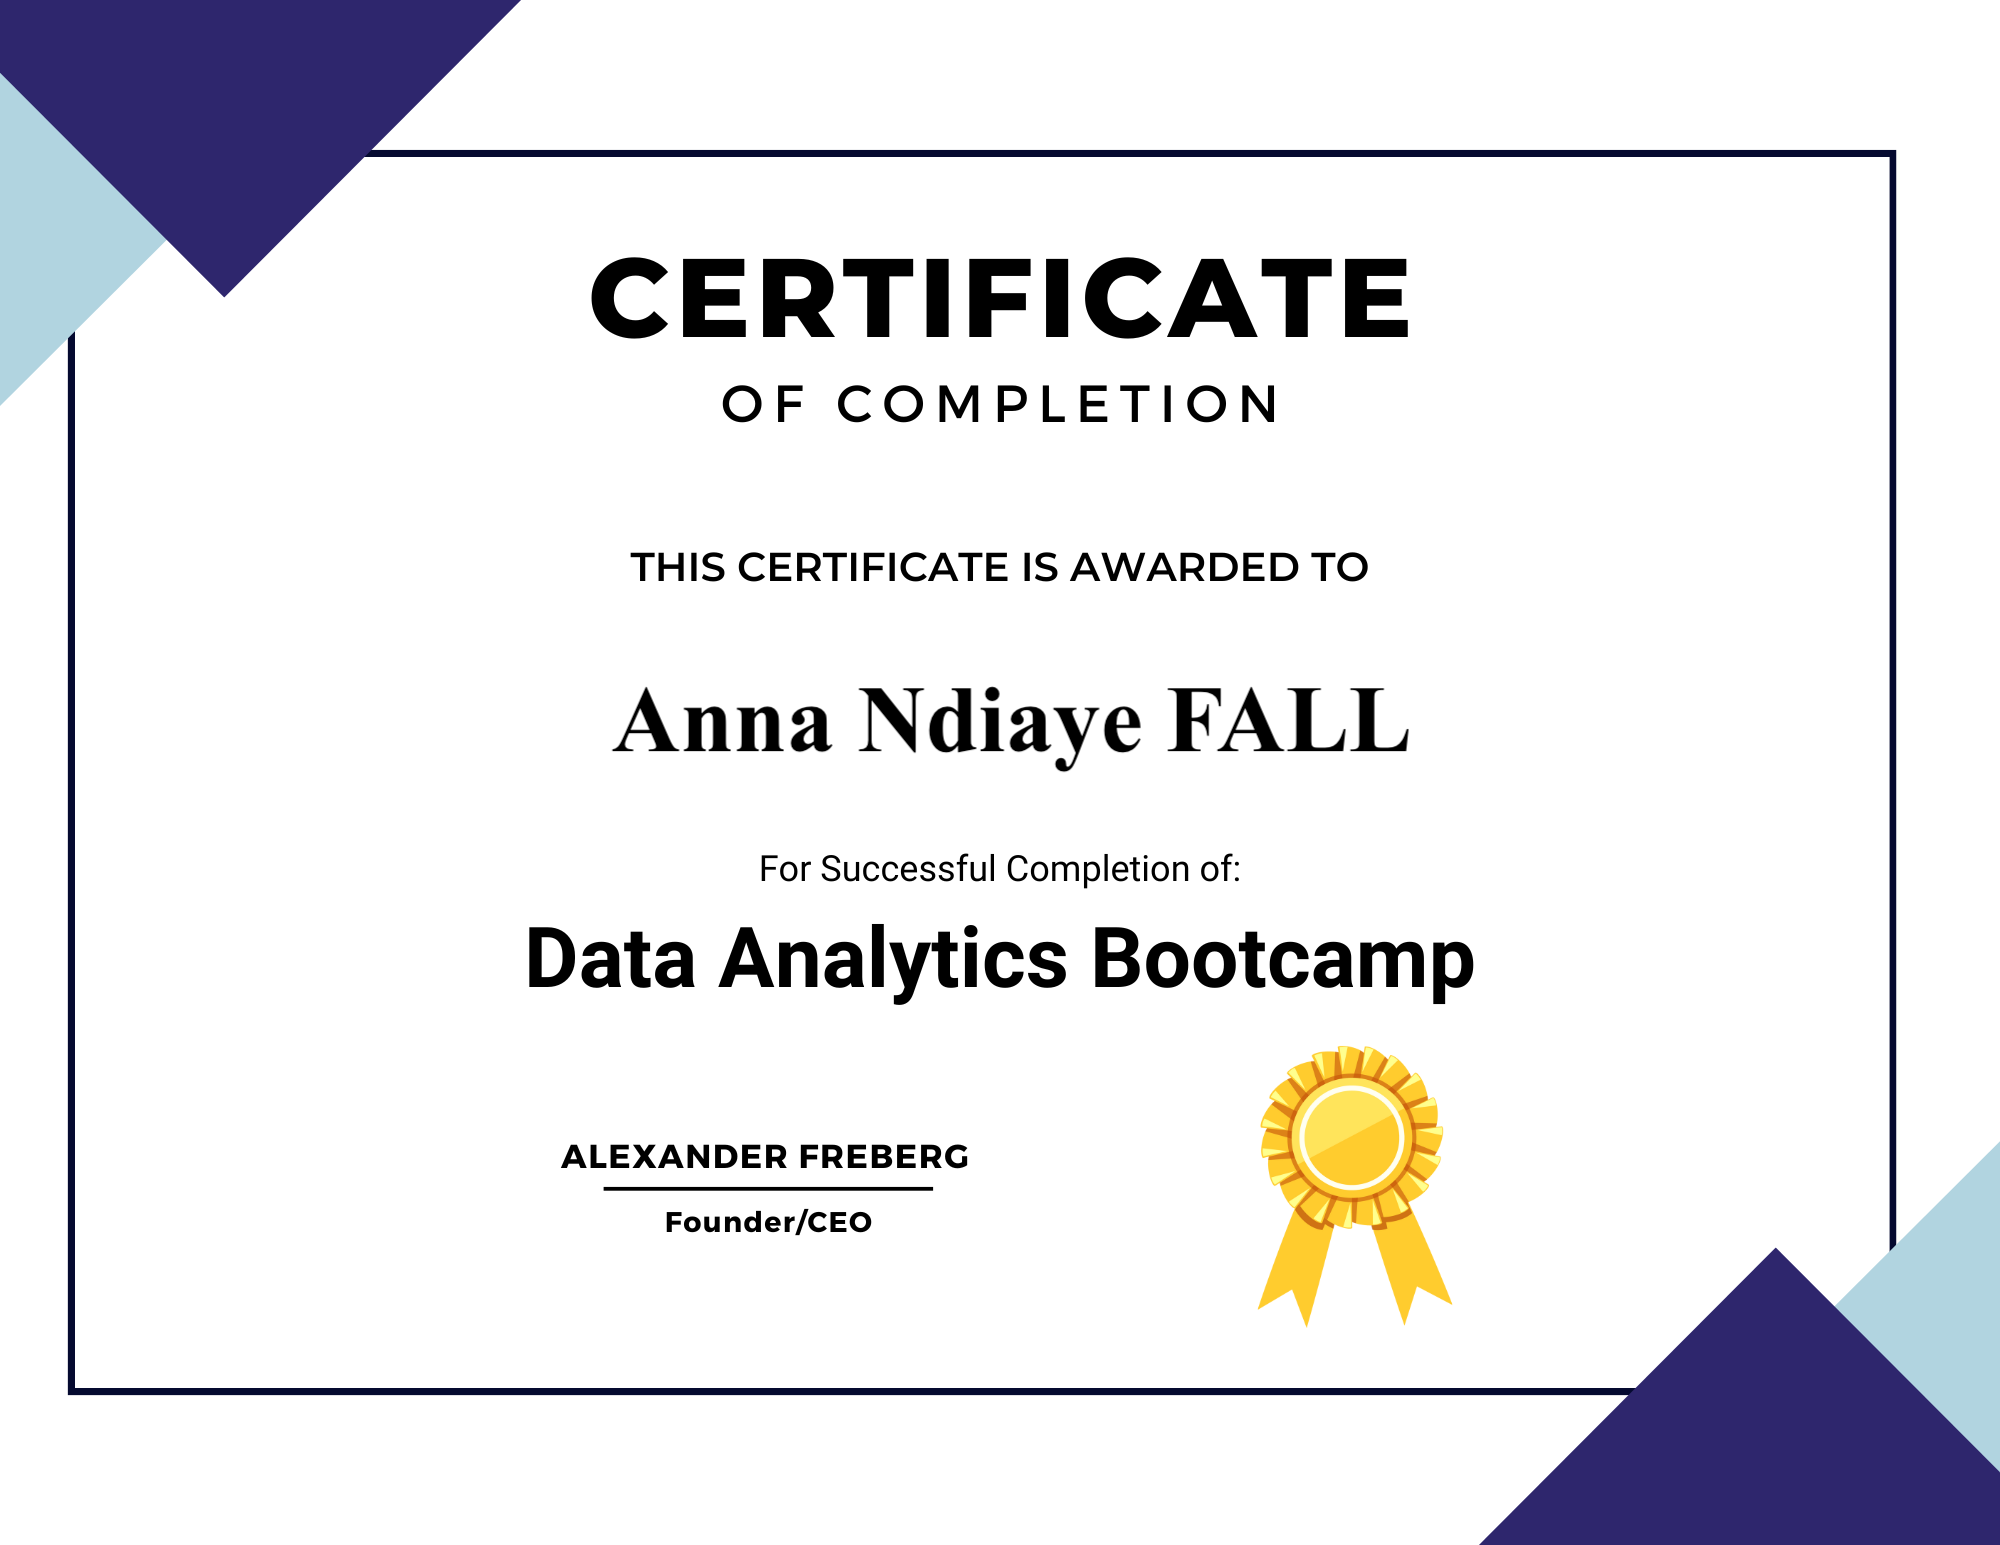 CERTIFICATE
OF COMPLETION
THIS CERTIFICATE IS AWARDED TO
Anna Ndiaye FALL
For Successful Completion of:
Data Analytics Bootcamp
ALEXANDER FREBERG
Founder/CEO